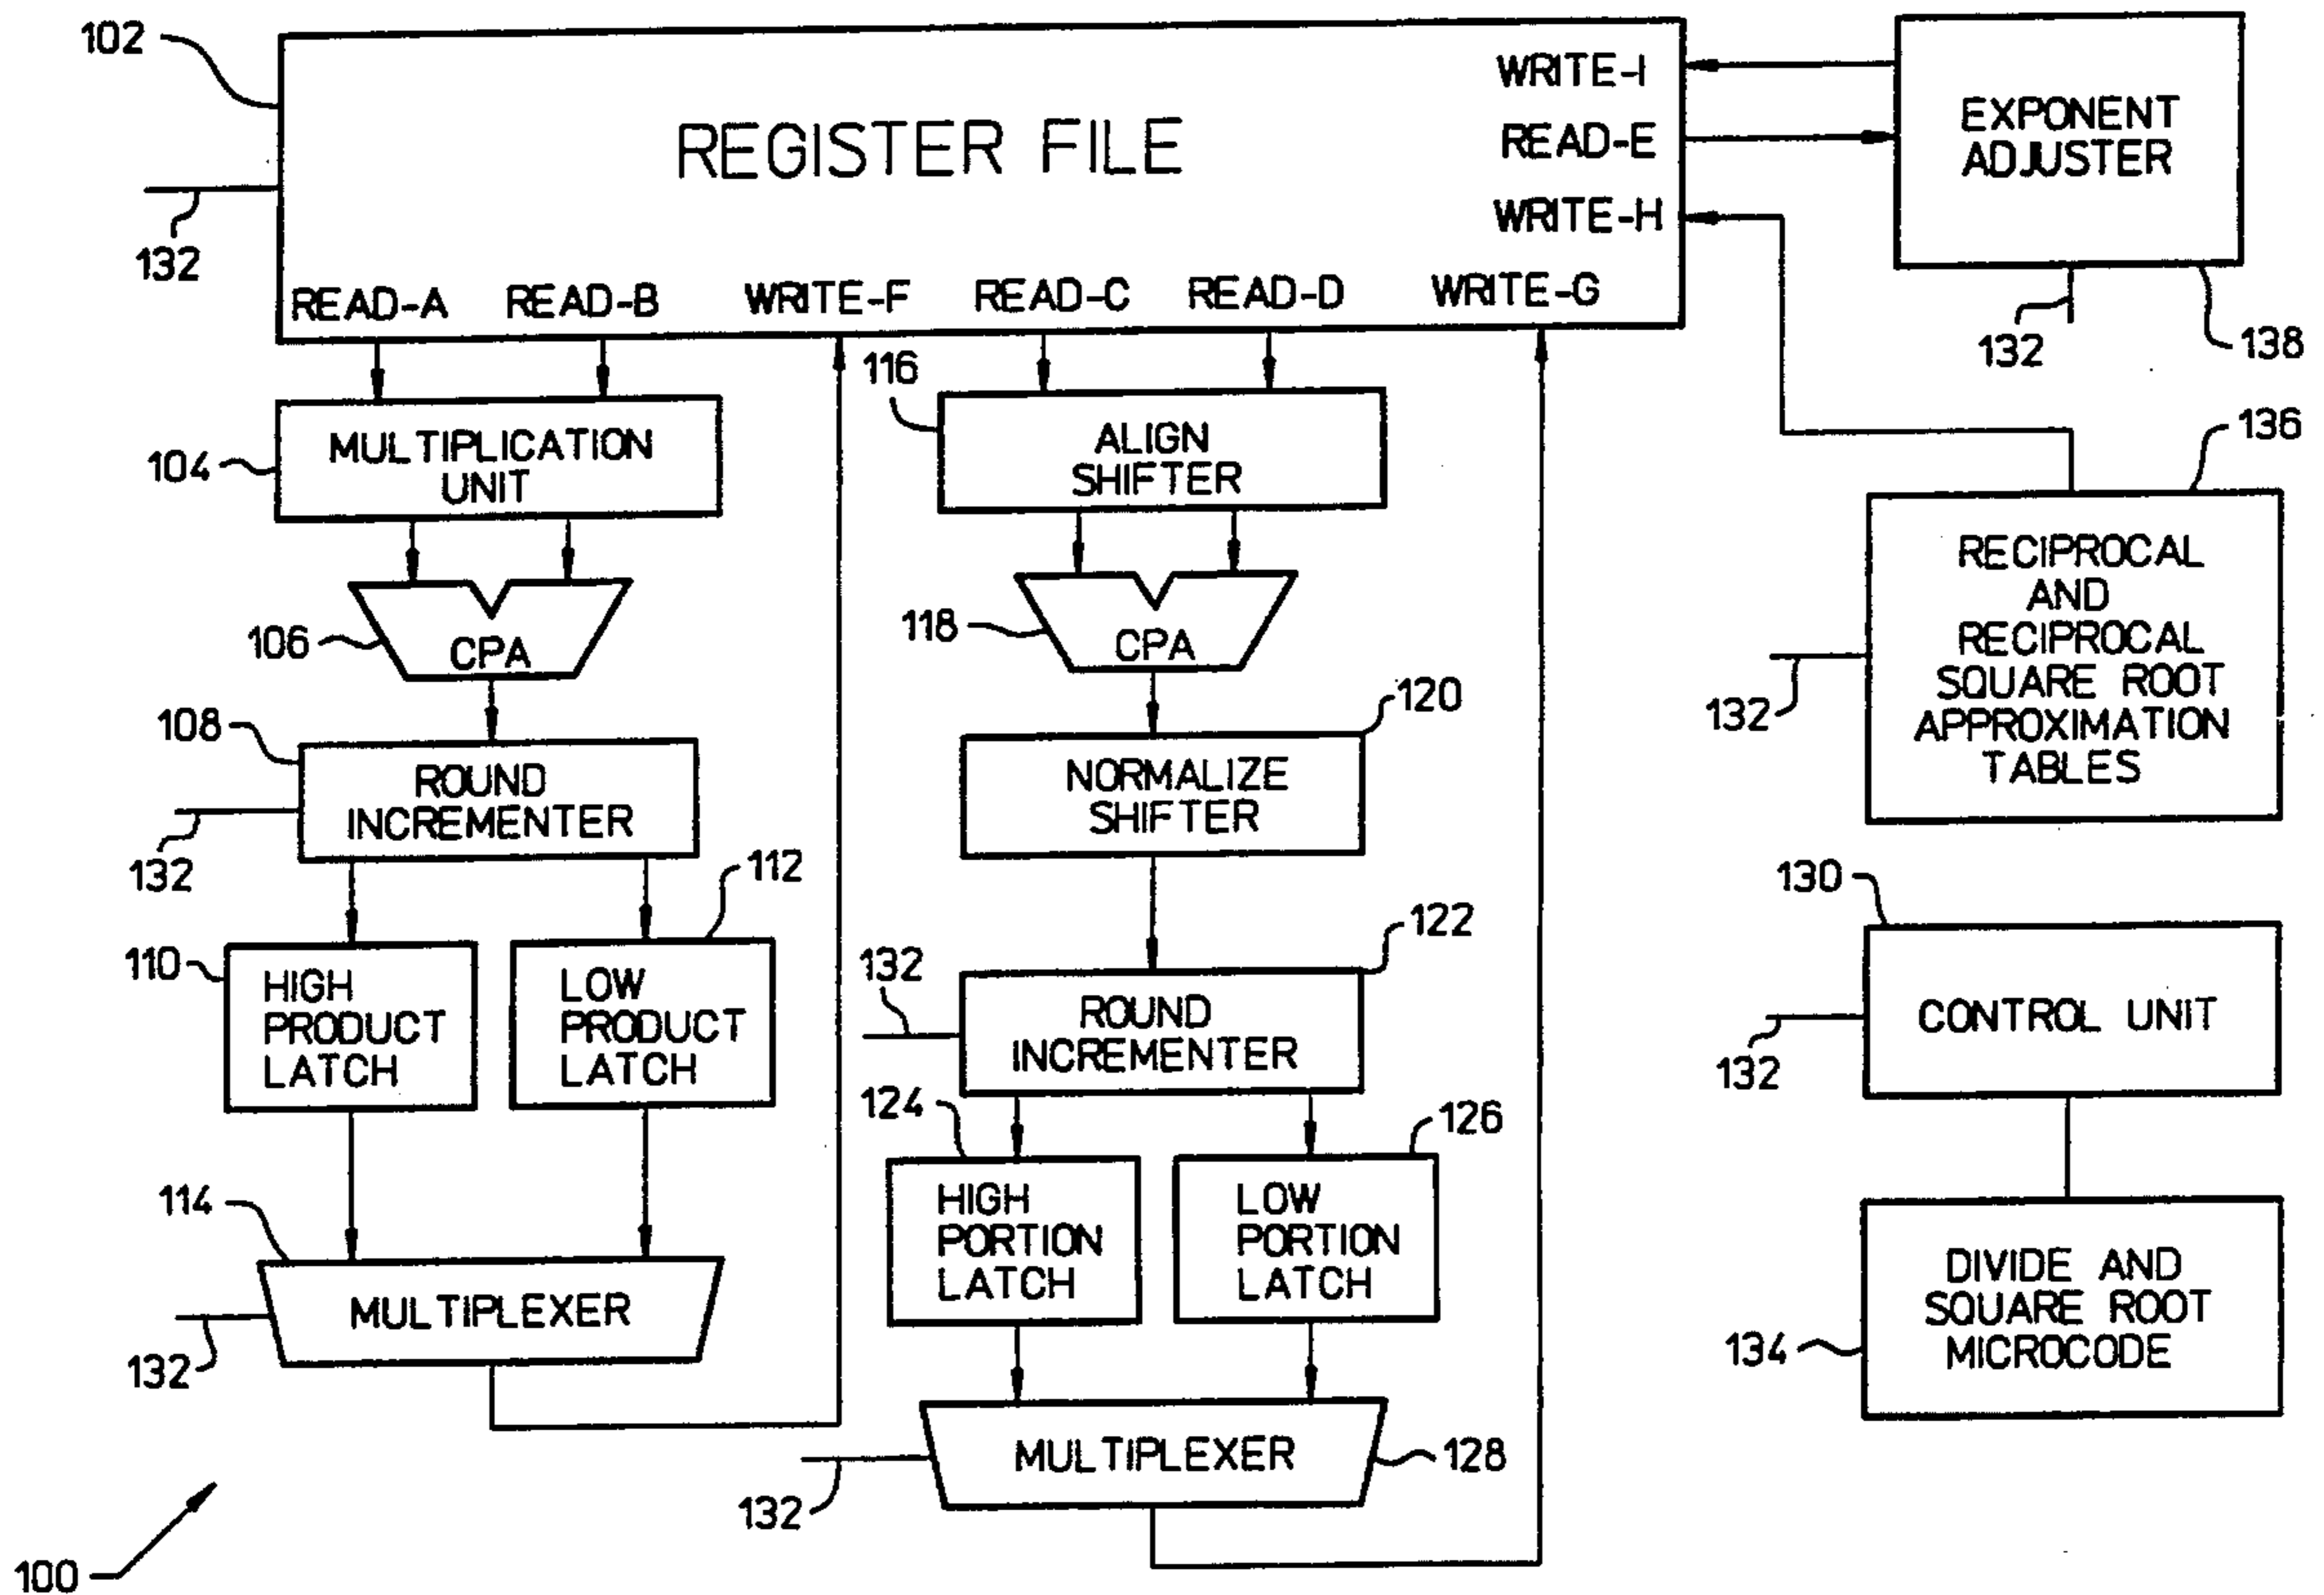 102
REGISTER FILE
WRITE-I
READ-E
WRITE-H
EXPONENT
ADJUSTER
132
READ-A
READ-B
WRITE-F
READ-C
READ-D
WRITE-G
132
138
104
MULTIPLICATION
UNIT
116
ALIGN
SHIFTER
136
106
CPA
118
CPA
RECIPROCAL
AND
RECIPROCAL
SQUARE ROOT
APPROXIMATION
TABLES
132
108
ROUND
INCREMENTER
132
120
NORMALIZE
SHIFTER
112
110
HIGH
PRODUCT
LATCH
LOW
PRODUCT
LATCH
122
132
ROUND
INCREMENTER
130
CONTROL UNIT
132
124
HIGH
PORTION
LATCH
126
LOW
PORTION
LATCH
114
MULTIPLEXER
132
134
DIVIDE AND
SQUARE ROOT
MICROCODE
MULTIPLEXER
128
132
100